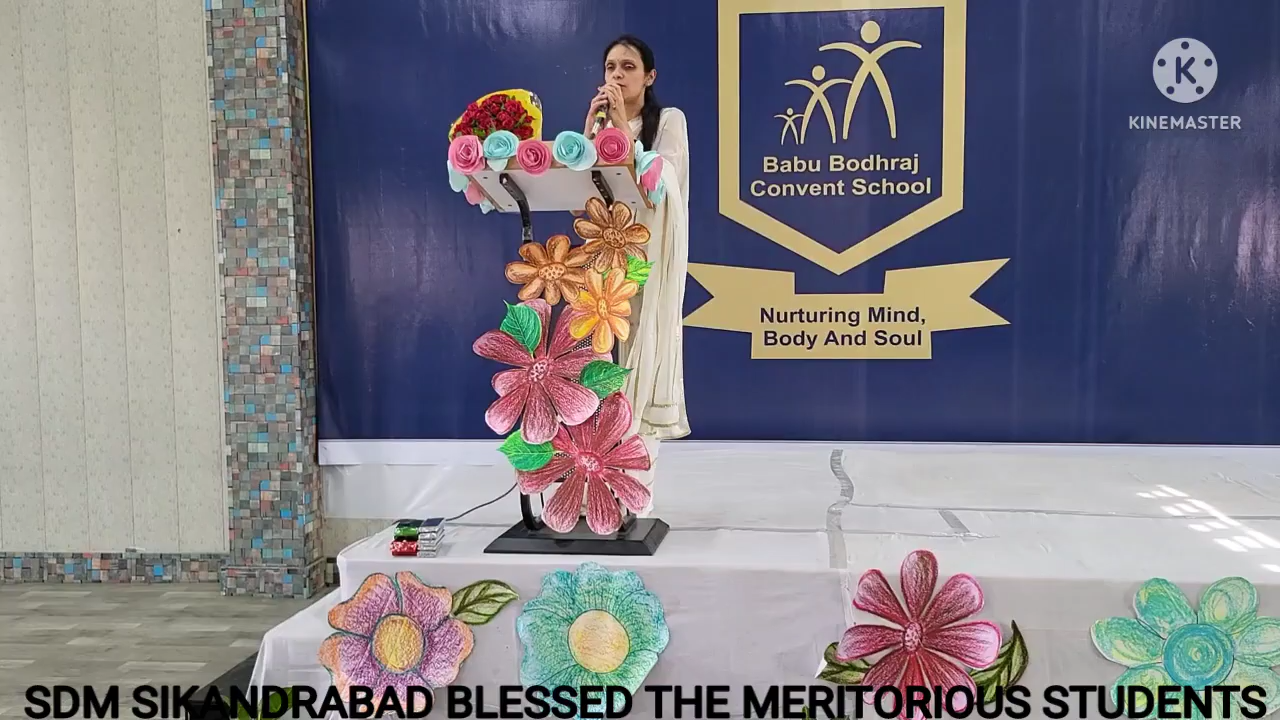 K
KINEMASTER
Babu Bodhraj
Convent School
Nurturing Mind,
Body And Soul
SDM SIKANDRABAD BLESSED THE MERITORIOUS STUDENTS